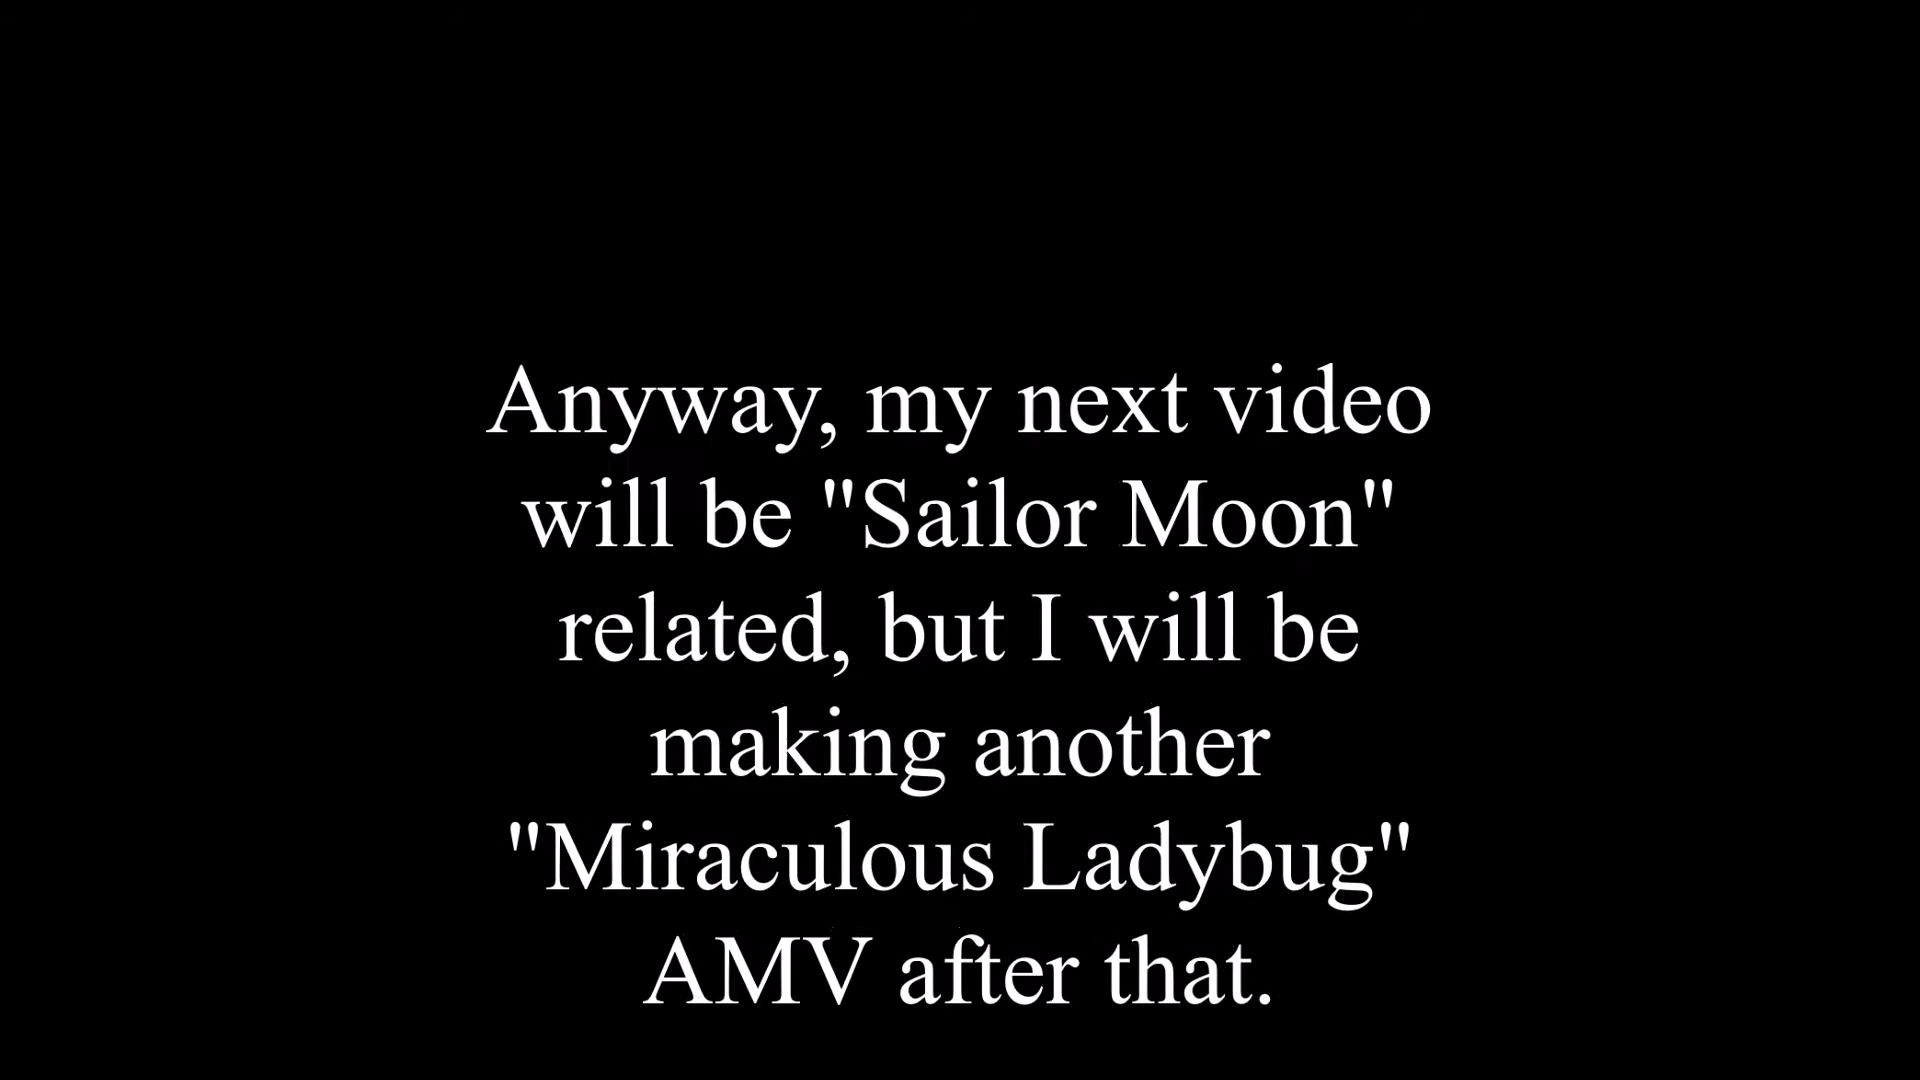 Anyway, my next video
will be "Sailor Moon"
related, but I will be
making another
"Miraculous Ladybug"
AMV after that.